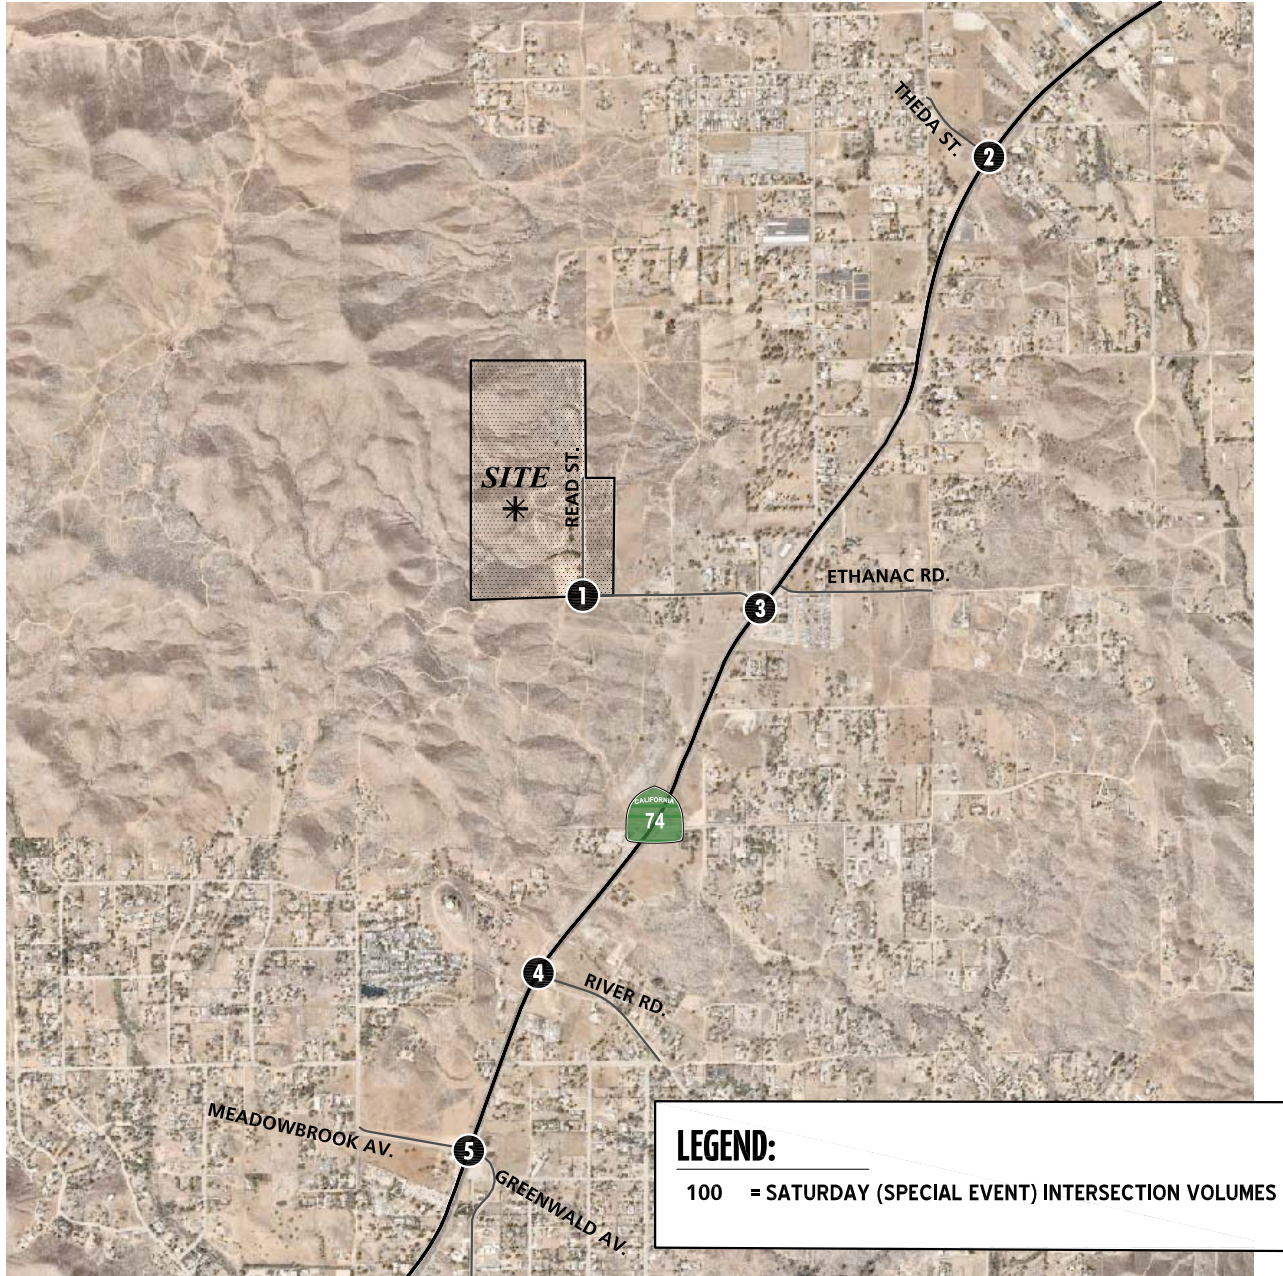 THEDA ST.
2
SITE
READ ST.
1
ETHANAC RD.
3
CALIFORNIA
74
4
RIVER RD.
MEADOWBROOK AV.
5
GREENWALD AV.
LEGEND:
100 = SATURDAY (SPECIAL EVENT) INTERSECTION VOLUMES